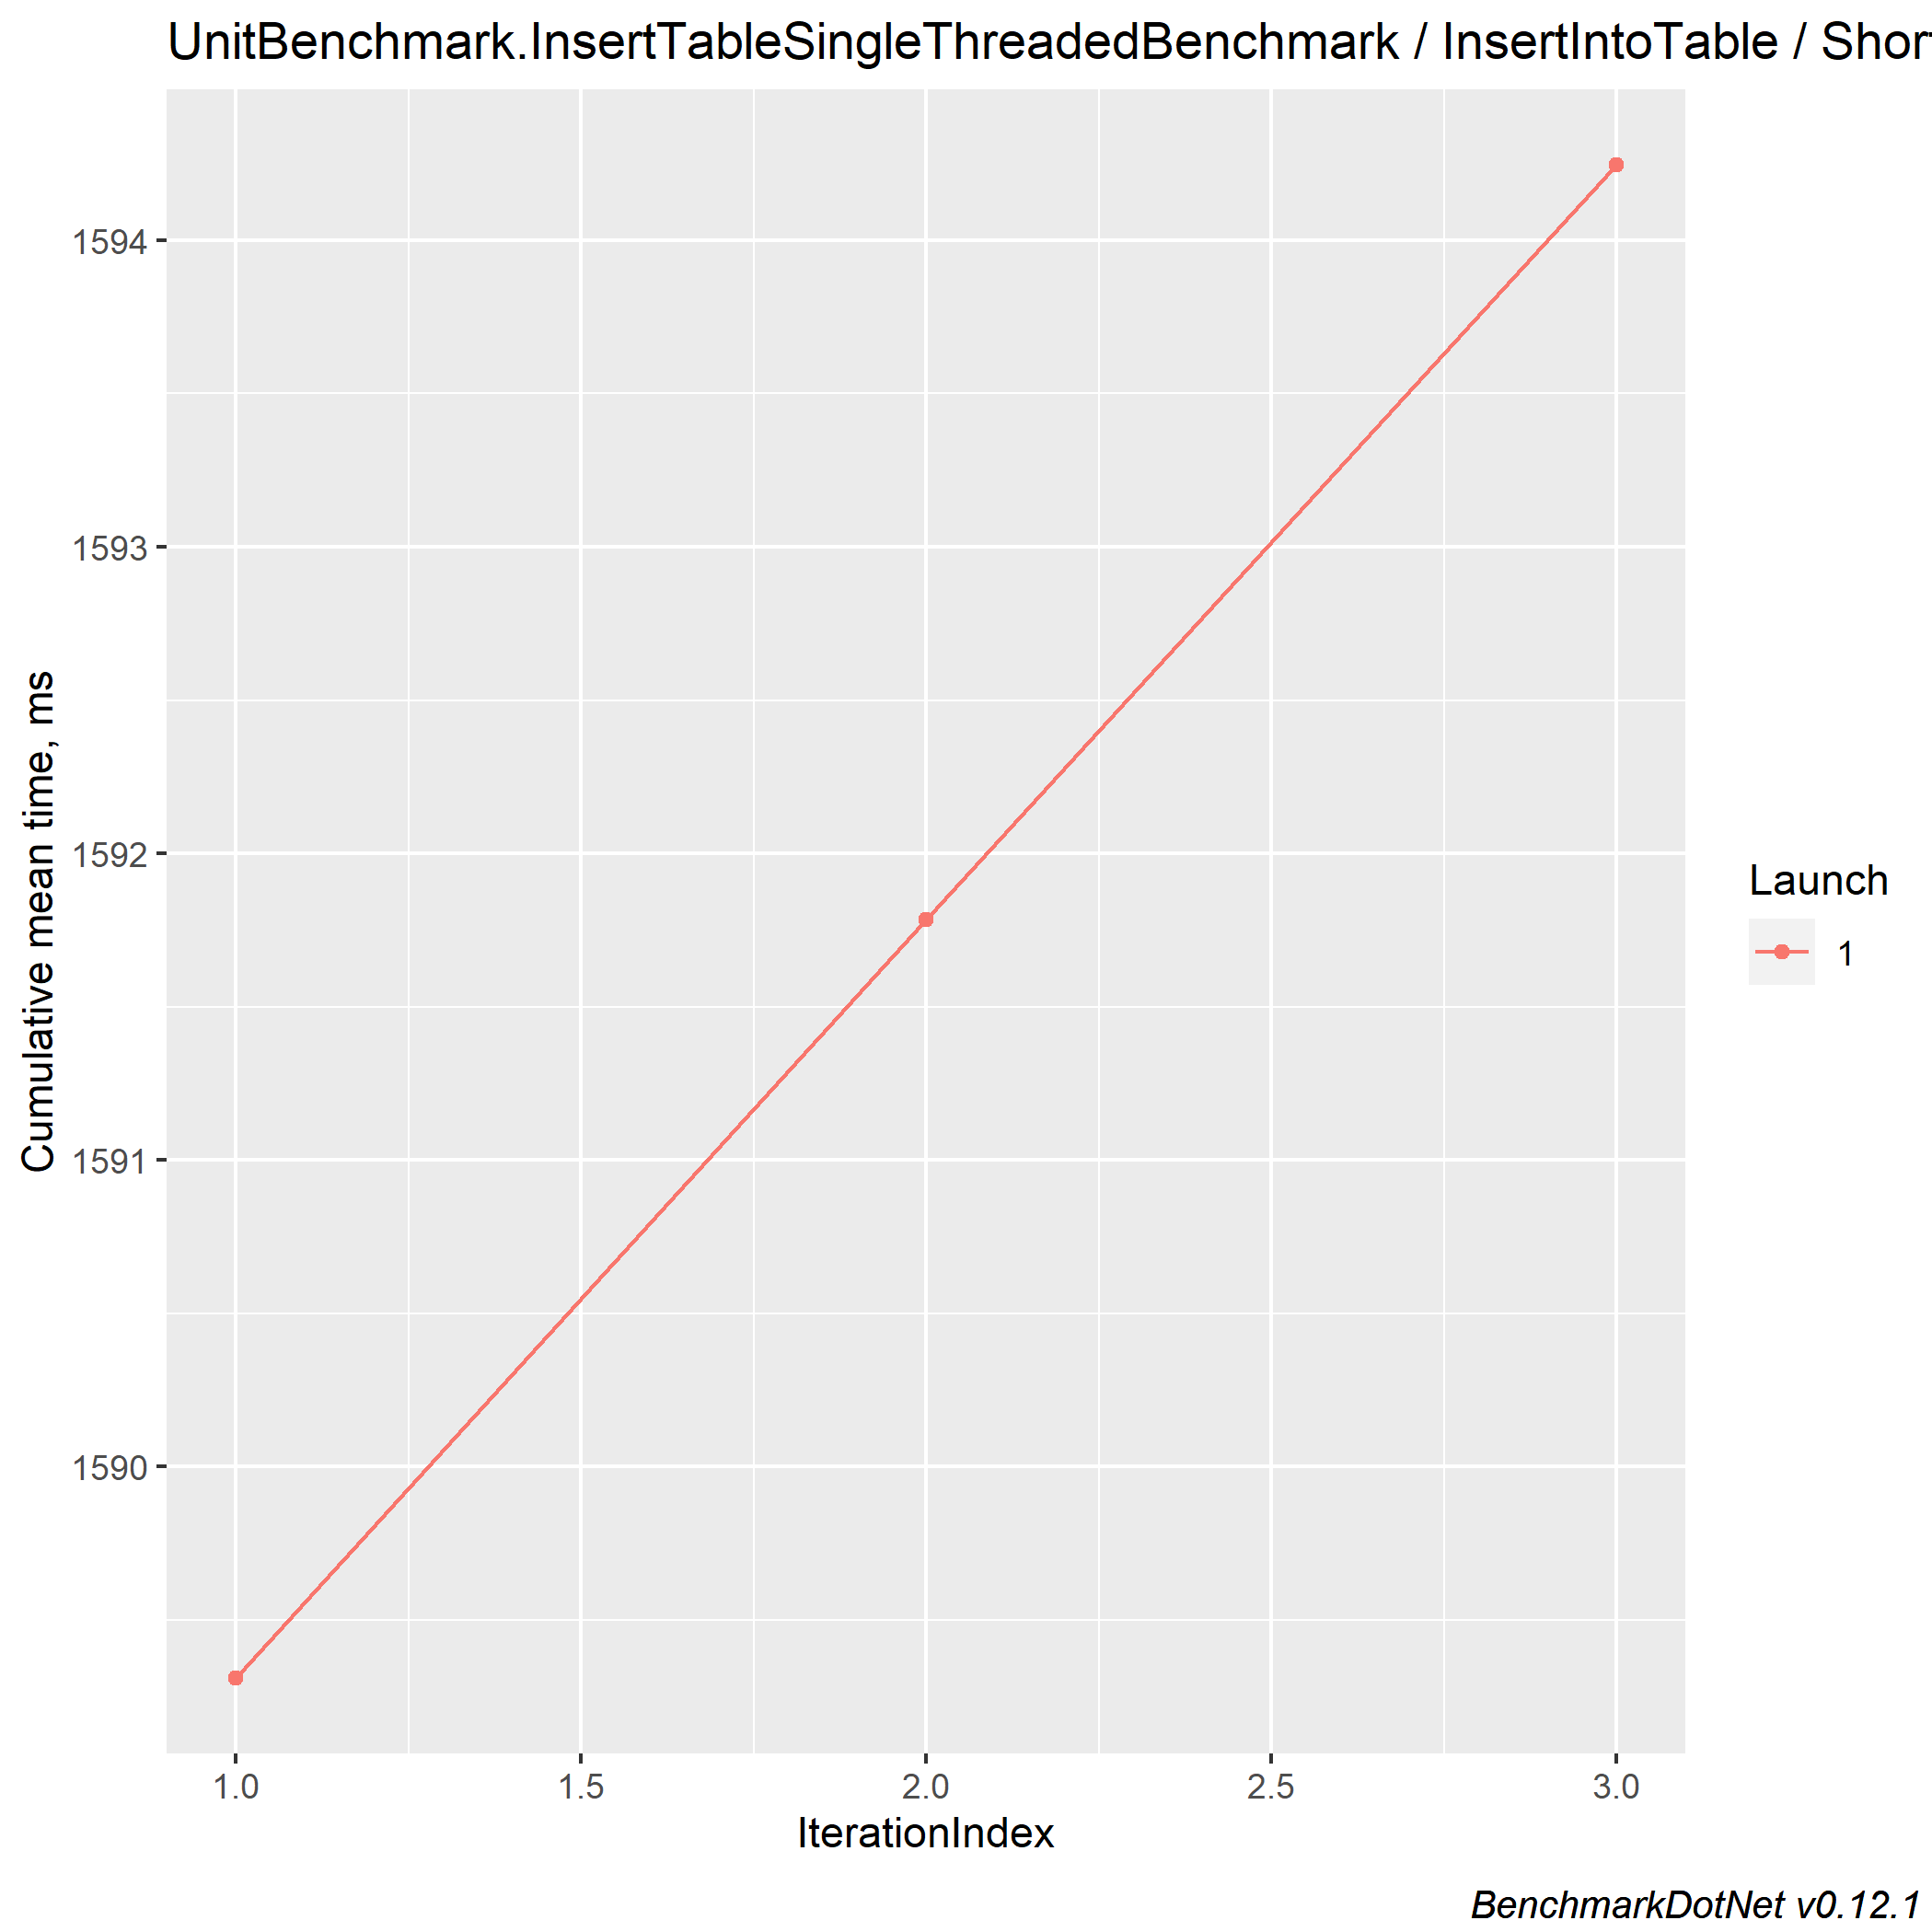 UnitBenchmark.InsertTableSingleThreadedBenchmark / InsertIntoTable / Shor
1594
1593
1592
1591
1590
Cumulative mean time, ms
1.0 1.5 2.0 2.5 3.0
IterationIndex
Launch
1
BenchmarkDotNet v0.12.1